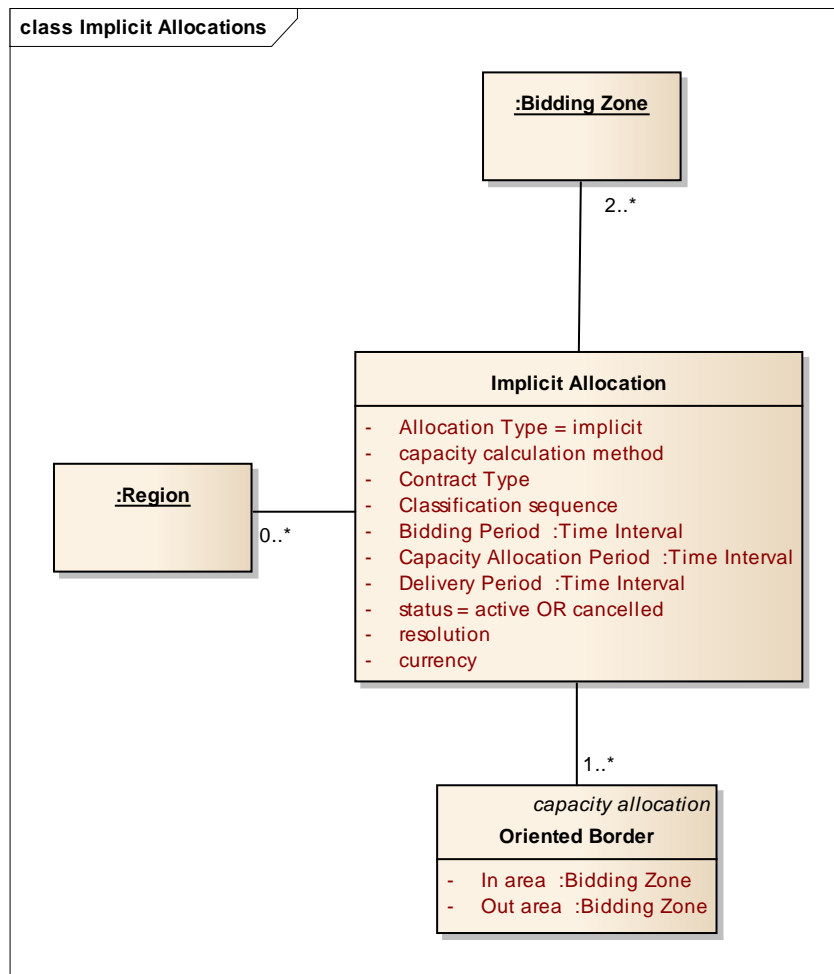 class Implicit Allocations
:Bidding Zone
2..*
Implicit Allocation
- Allocation Type = implicit
- capacity calculation method
- Contract Type
- Classification sequence
- Bidding Period :Time Interval
- Capacity Allocation Period :Time Interval
- Delivery Period :Time Interval
- status = active OR cancelled
- resolution
- currency
:Region
0..*
1..*
capacity allocation
Oriented Border
- In area :Bidding Zone
- Out area :Bidding Zone